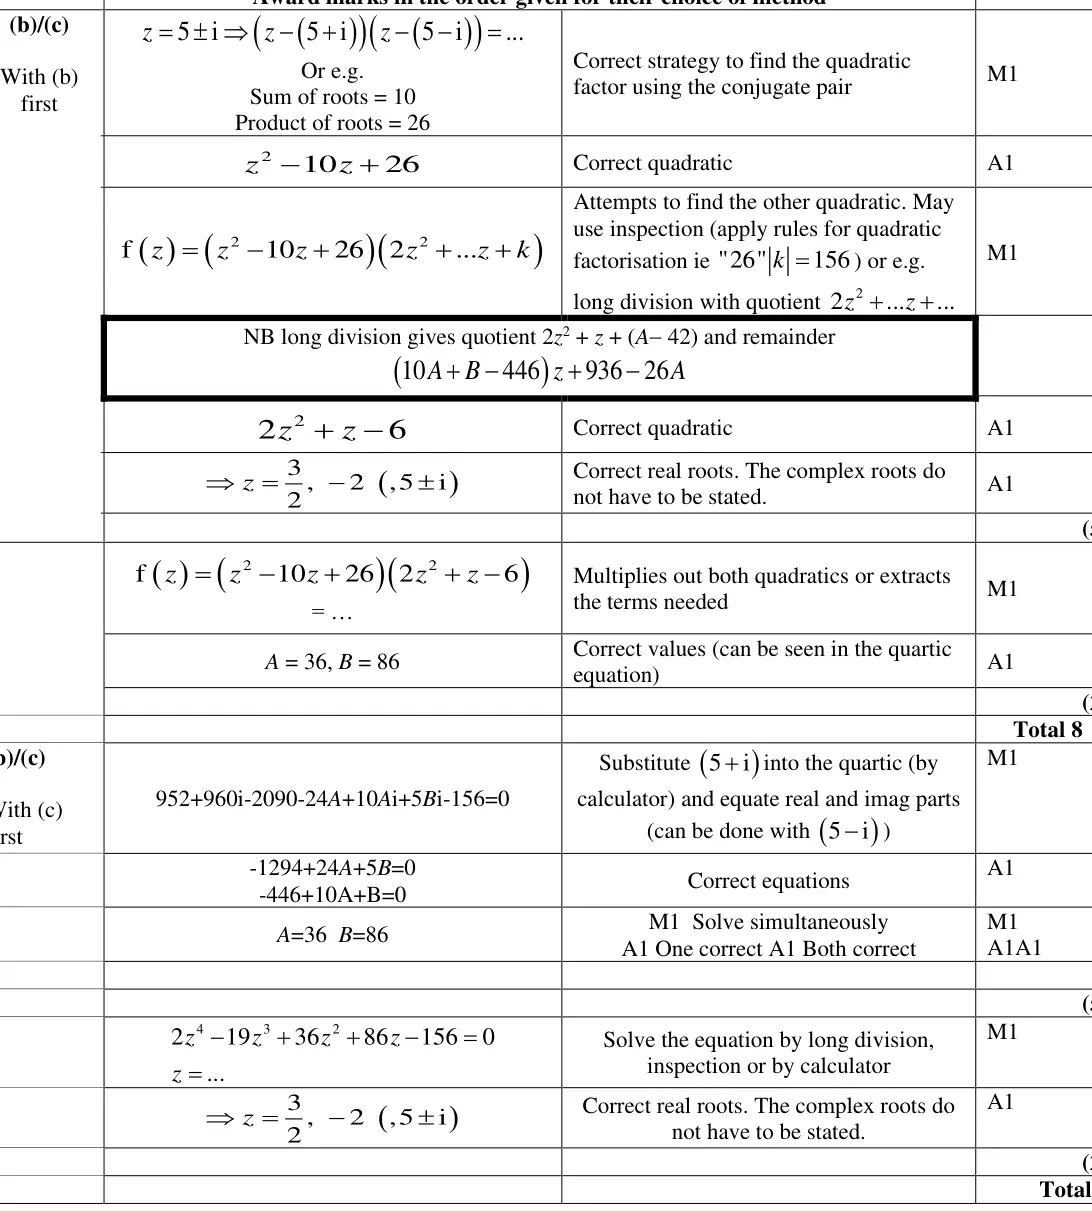 (b)/(c)
With (b)
first
z = 5 ± i ⇒ (z − (5 + i))(z − (5 − i)) = ...
Or e.g.
Sum of roots = 10
Product of roots = 26
Correct strategy to find the quadratic
factor using the conjugate pair
M1
z² − 10z + 26
Correct quadratic
A1
f (z) = (z² − 10z + 26)(2z² + ...z + k)
Attempts to find the other quadratic. May
use inspection (apply rules for quadratic
factorisation ie "26"|k| = 156 ) or e.g.
long division with quotient 2z² + ...z + ...
M1
NB long division gives quotient 2z² + z + (A– 42) and remainder
(10A + B − 446) z + 936 − 26A
2z² + z − 6
Correct quadratic
A1
⇒ z = 3/2, − 2 (,5 ± i)
Correct real roots. The complex roots do
not have to be stated.
A1
f (z) = (z² − 10z + 26)(2z² + z − 6)
= …
Multiplies out both quadratics or extracts
the terms needed
M1
A = 36, B = 86
Correct values (can be seen in the quartic
equation)
A1
Total 8
)/(c)
With (c)
rst
952+960i-2090-24A+10Ai+5Bi-156=0
Substitute (5 + i) into the quartic (by
calculator) and equate real and imag parts
(can be done with (5 − i) )
M1
-1294+24A+5B=0
-446+10A+B=0
Correct equations
A1
A=36 B=86
M1 Solve simultaneously
A1 One correct A1 Both correct
M1
A1A1
2z⁴ − 19z³ + 36z² + 86z − 156 = 0
z = ...
Solve the equation by long division,
inspection or by calculator
M1
⇒ z = 3/2, − 2 (,5 ± i)
Correct real roots. The complex roots do
not have to be stated.
A1
Total